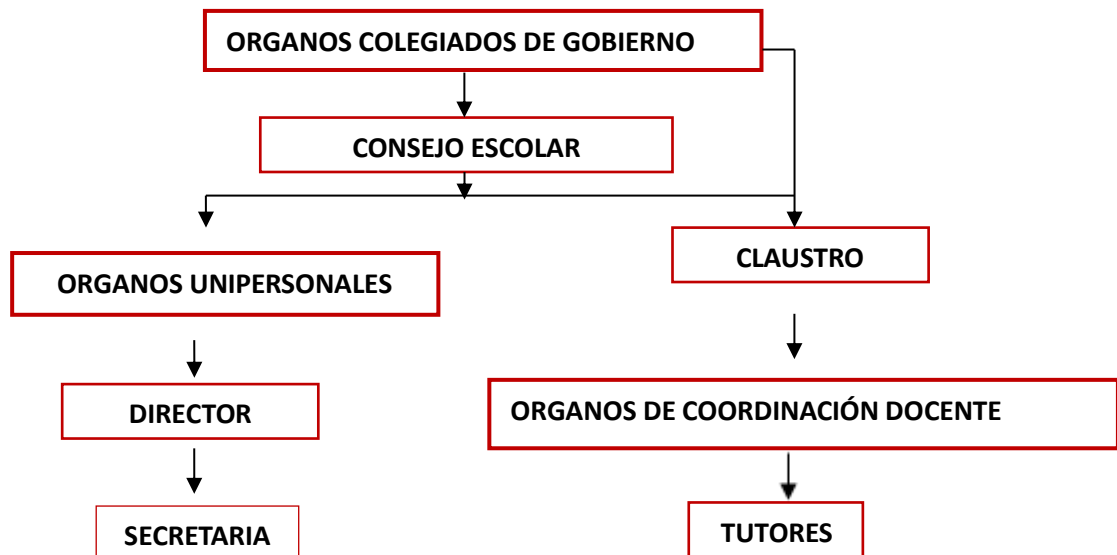 ORGANOS COLEGIADOS DE GOBIERNO
CONSEJO ESCOLAR
CLAUSTRO
ORGANOS UNIPERSONALES
DIRECTOR
ORGANOS DE COORDINACIÓN DOCENTE
SECRETARIA
TUTORES